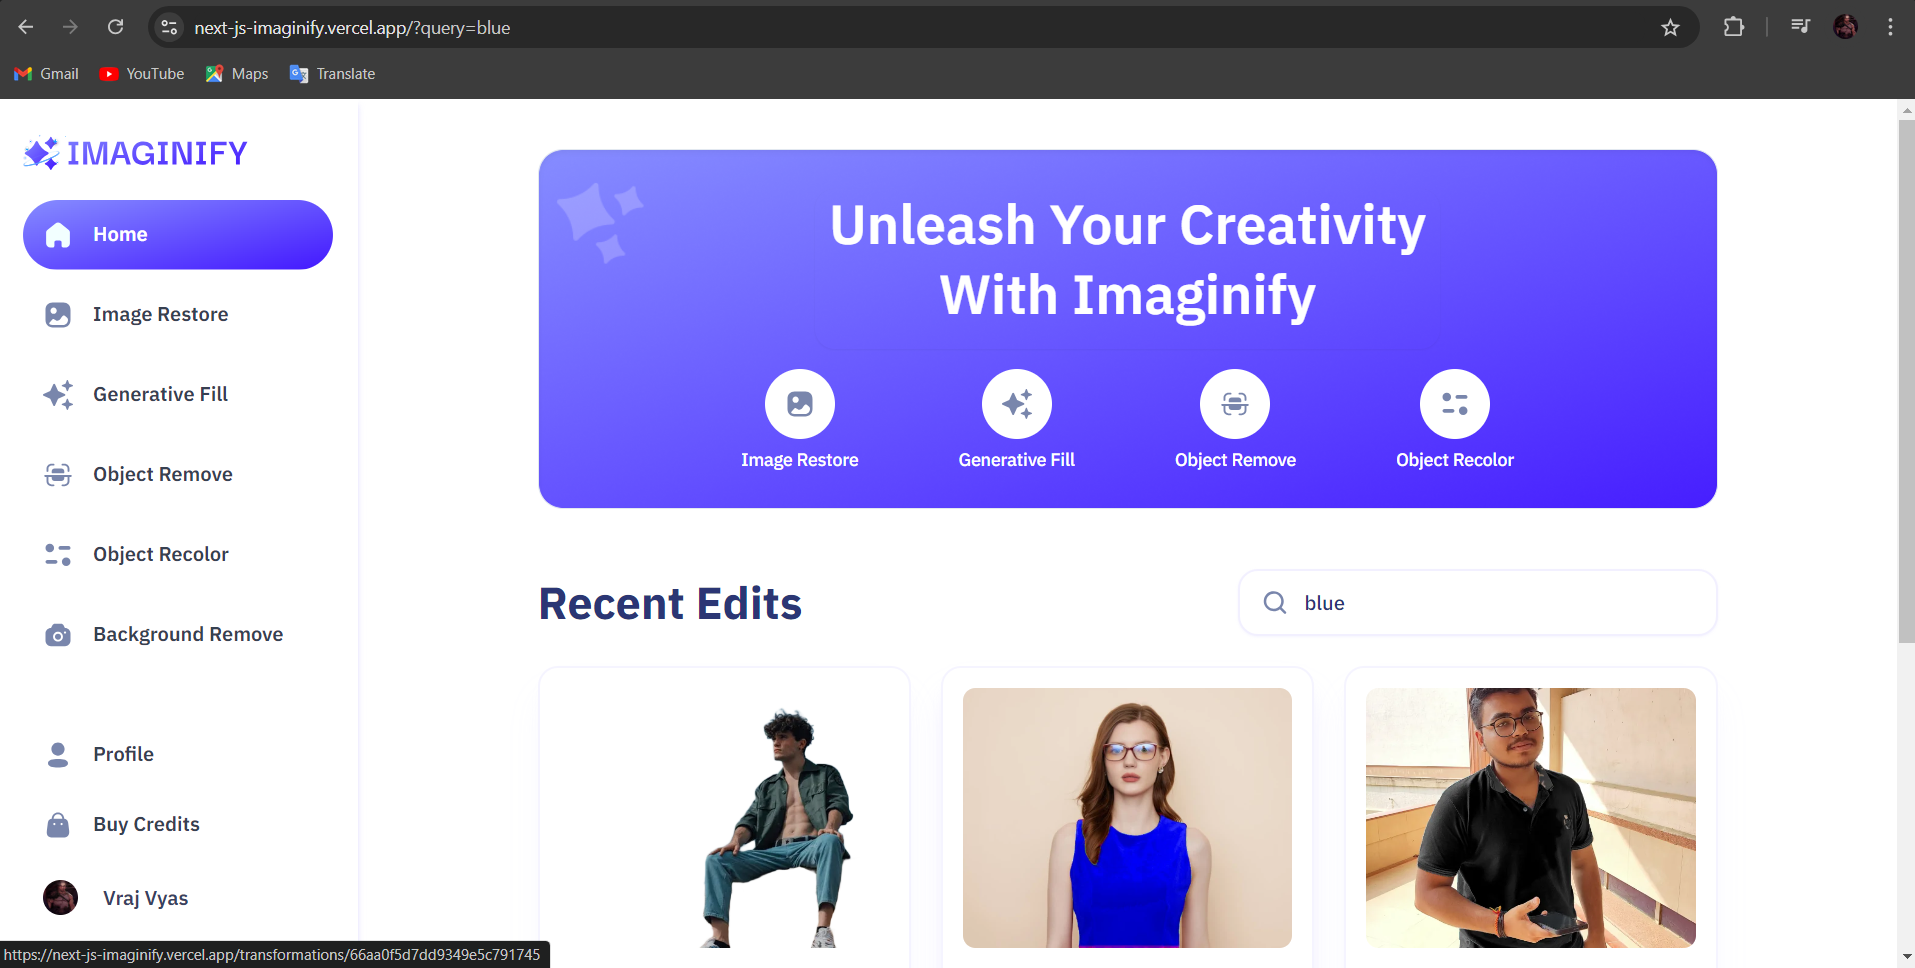 next-js-imaginify.vercel.app/?query=blue
Gmail
YouTube
Maps
Translate
IMAGINIFY
Home
Image Restore
Generative Fill
Object Remove
Object Recolor
Background Remove
Profile
Buy Credits
Vraj Vyas
Unleash Your Creativity
With Imaginify
Image Restore
Generative Fill
Object Remove
Object Recolor
Recent Edits
blue
https://next-js-imaginify.vercel.app/transformations/66aa0f5d7dd9349e5c791745